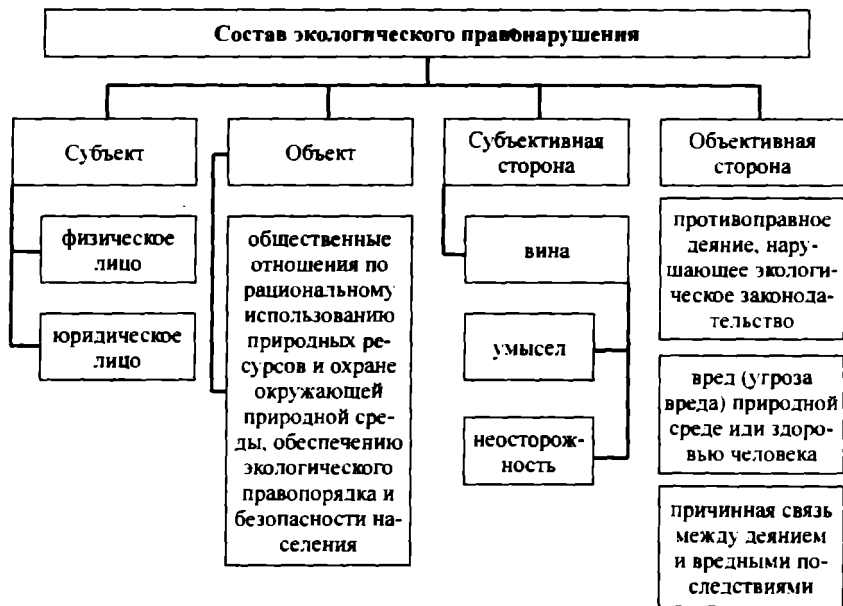 Состав экологического правонарушения
Субъект
физическое
лицо
юридическое
лицо
Объект
общественные
отношения по
рациональному
использованию
природных ре-
сурсов и охране
окружающей
природной сре-
ды, обеспечению
экологического
правопорядка и
безопасности на-
селения
Субъективная
сторона
вина
умысел
неосторож-
ность
Объективная
сторона
противоправное
деяние, нару-
шающее экологи-
ческое законода-
тельство
вред (угроза
вреда) природной
среде иди здоро-
вью человека
причинная связь
между деянием
и вредными по-
следствиями